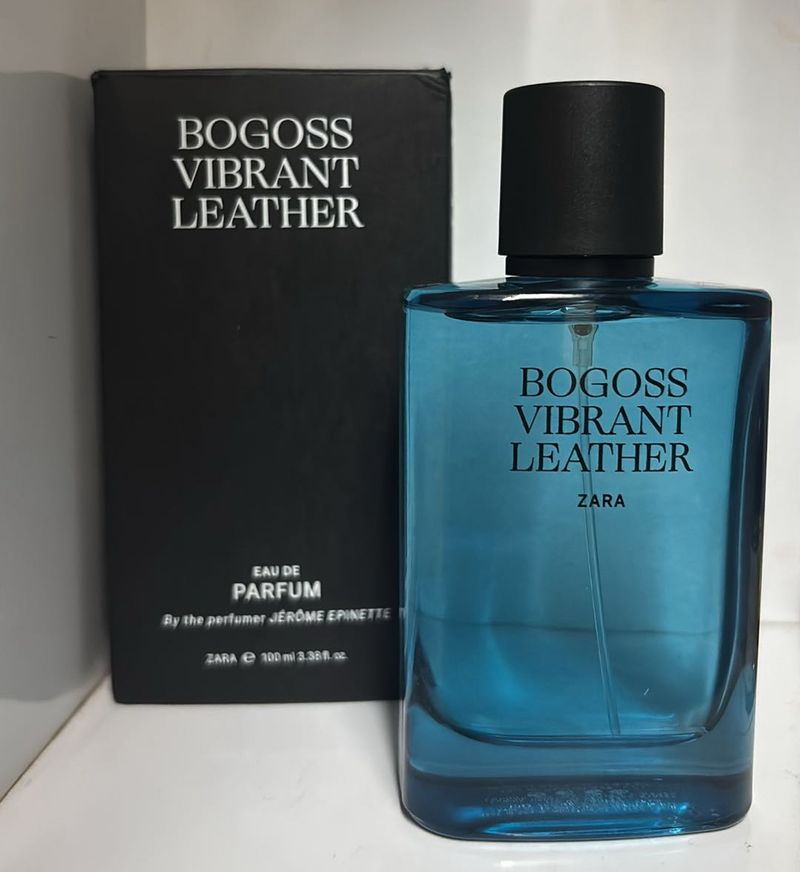 BOGOSS
VIBRANT
LEATHER
EAU DE
PARFUM
By the perfumer JÉRÔME EPINETTE
ZARA ℮ 100 ml 3.38 fl. oz.
BOGOSS
VIBRANT
LEATHER
ZARA